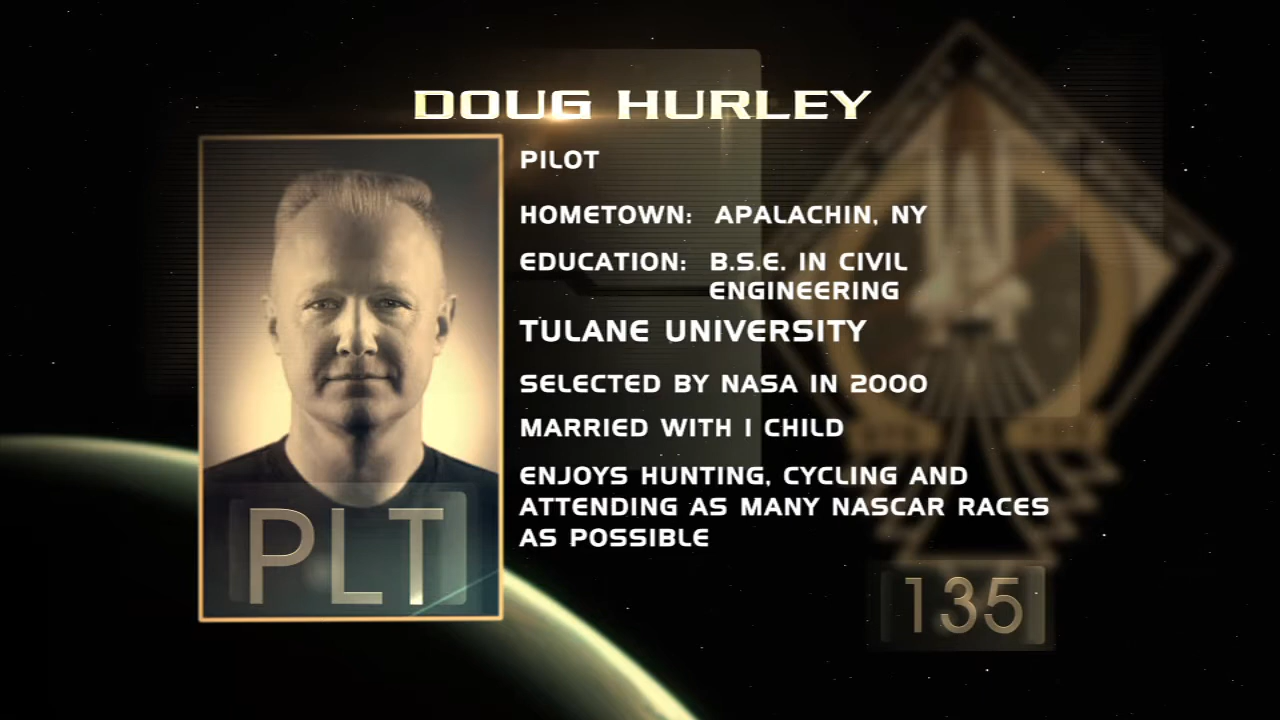 DOUG HURLEY
PILOT
HOMETOWN: APALACHIN, NY
EDUCATION: B.S.E. IN CIVIL
ENGINEERING
TULANE UNIVERSITY
SELECTED BY NASA IN 2000
MARRIED WITH 1 CHILD
ENJOYS HUNTING, CYCLING AND
ATTENDING AS MANY NASCAR RACES
AS POSSIBLE
PLT
135